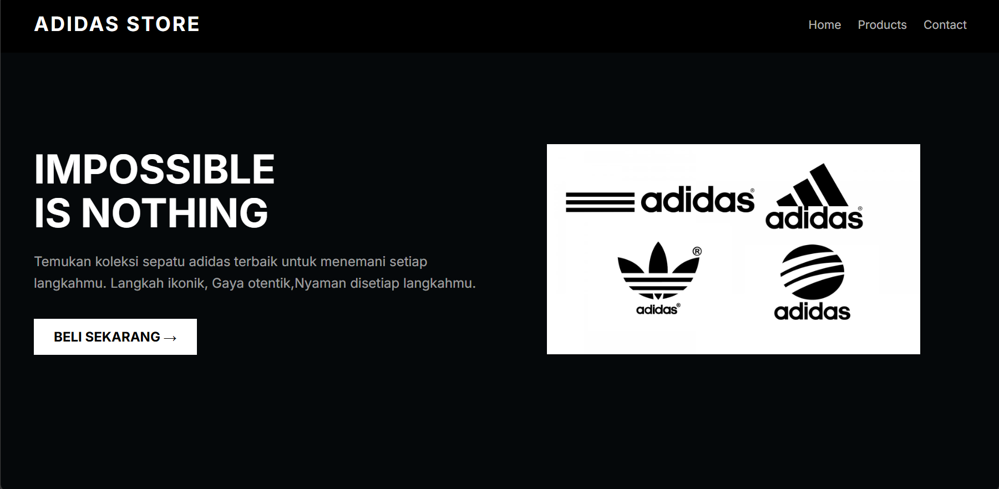 ADIDAS STORE
Home Products Contact
IMPOSSIBLE
IS NOTHING
Temukan koleksi sepatu adidas terbaik untuk menemani setiap
langkahmu. Langkah ikonik, Gaya otentik,Nyaman disetiap langkahmu.
BELI SEKARANG →
adidas®
adidas®
®
adidas®
adidas